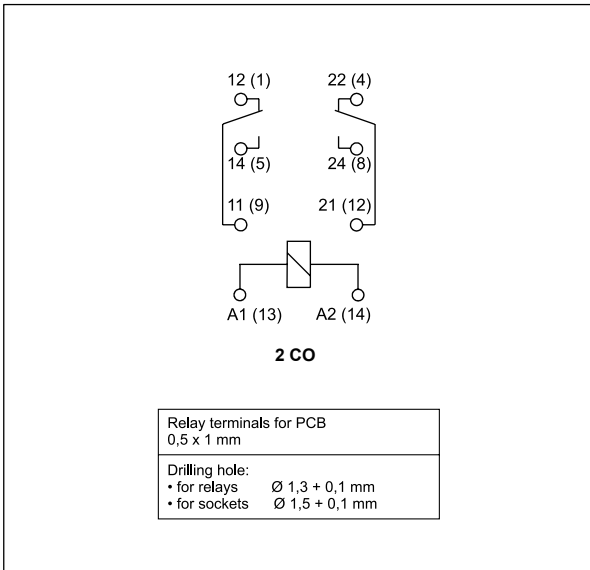 12 (1) 22 (4)
14 (5) 24 (8)
11 (9) 21 (12)
A1 (13) A2 (14)
2 CO
Relay terminals for PCB
0,5 x 1 mm
Drilling hole:
• for relays Ø 1,3 + 0,1 mm
• for sockets Ø 1,5 + 0,1 mm